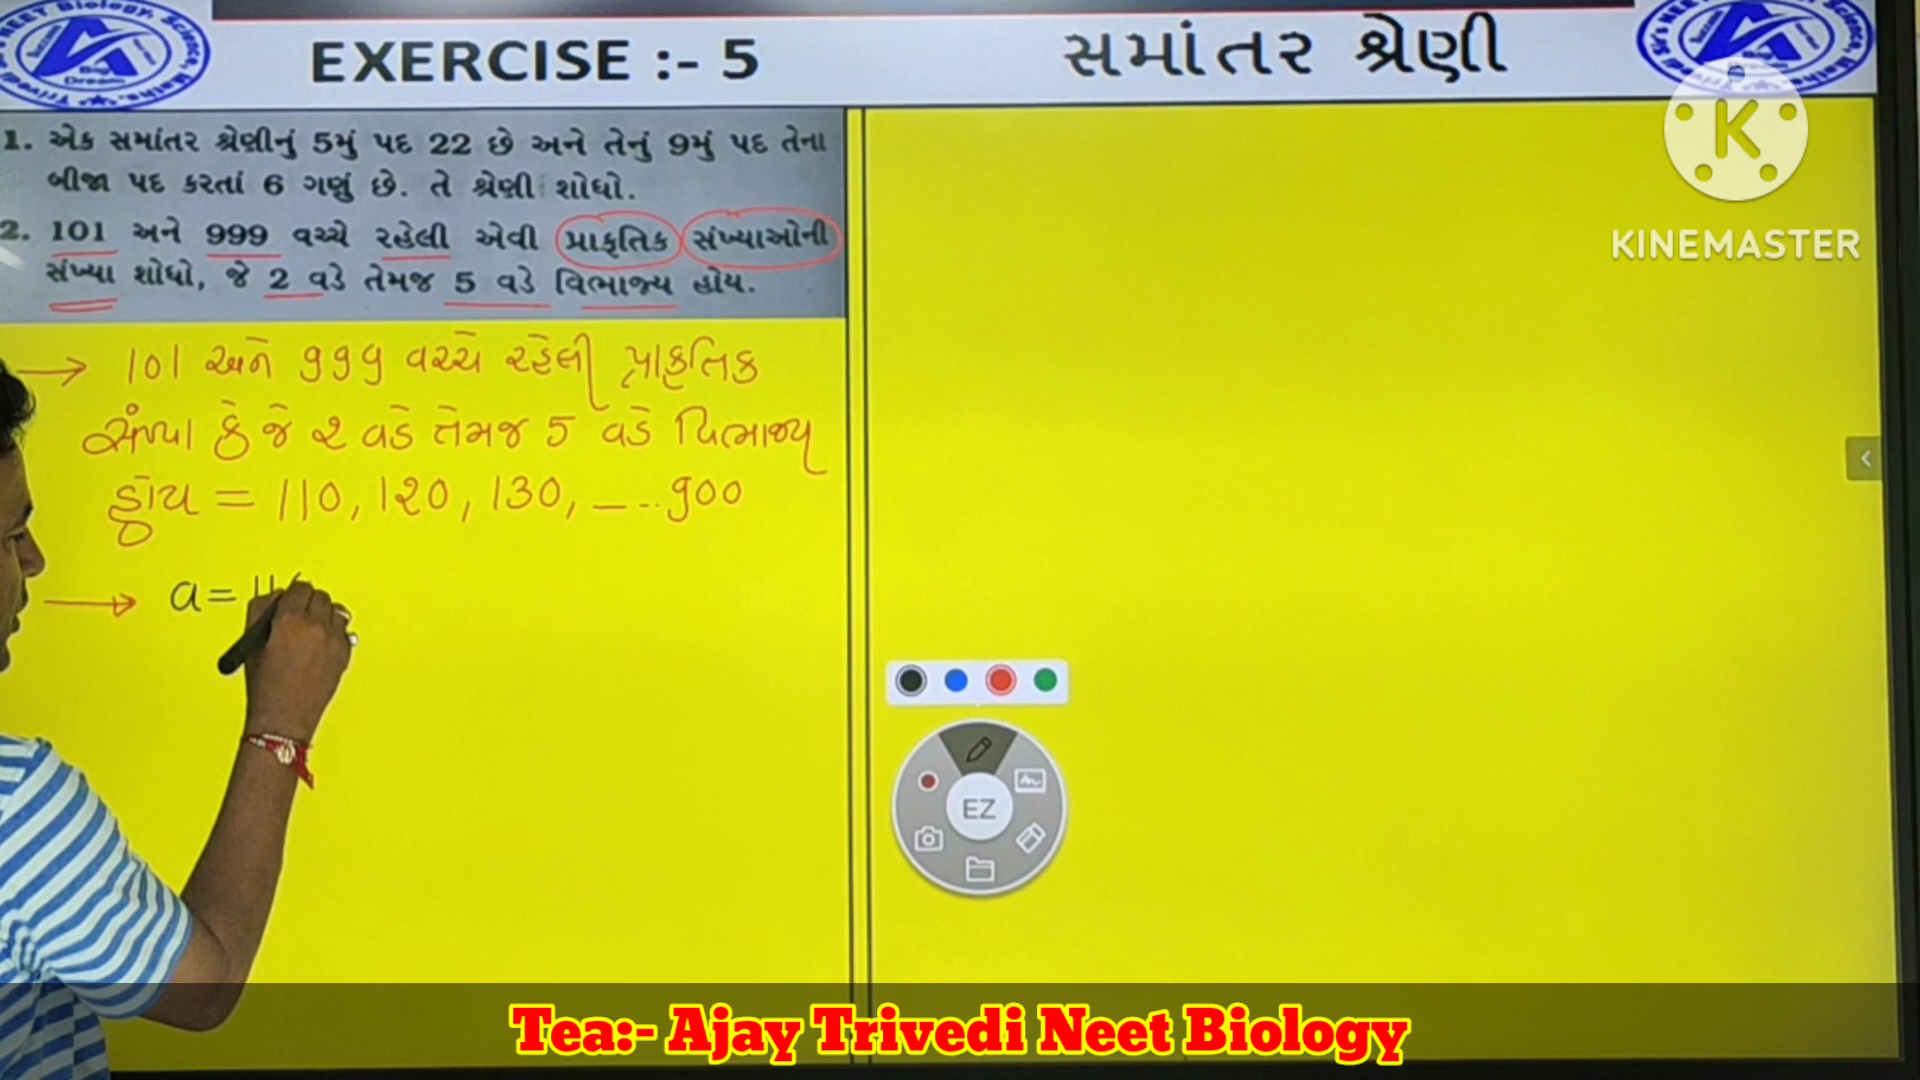 EXERCISE :- 5
સમાંતર શ્રેણી
1. એક સમાંતર શ્રેણીનું 5મું પદ 22 છે અને તેનું 9મું પદ તેના
બીજા પદ કરતાં 6 ગણું છે. તે શ્રેણી શોધો.
2. 101 અને 999 વચ્ચે રહેલી એવી પ્રાકૃતિક સંખ્યાઓની
સંખ્યા શોધો, જે 2 વડે તેમજ 5 વડે વિભાજ્ય હોય.
→ 101 અને 999 વચ્ચે રહેલી પ્રાકૃતિક
સંખ્યા કે જે 2 વડે તેમજ 5 વડે વિભાજ્ય
હોય = 110, 120, 130, - ... 900
→ a = 110
K
KINEMASTER
EZ
Tea:- Ajay Trivedi Neet Biology